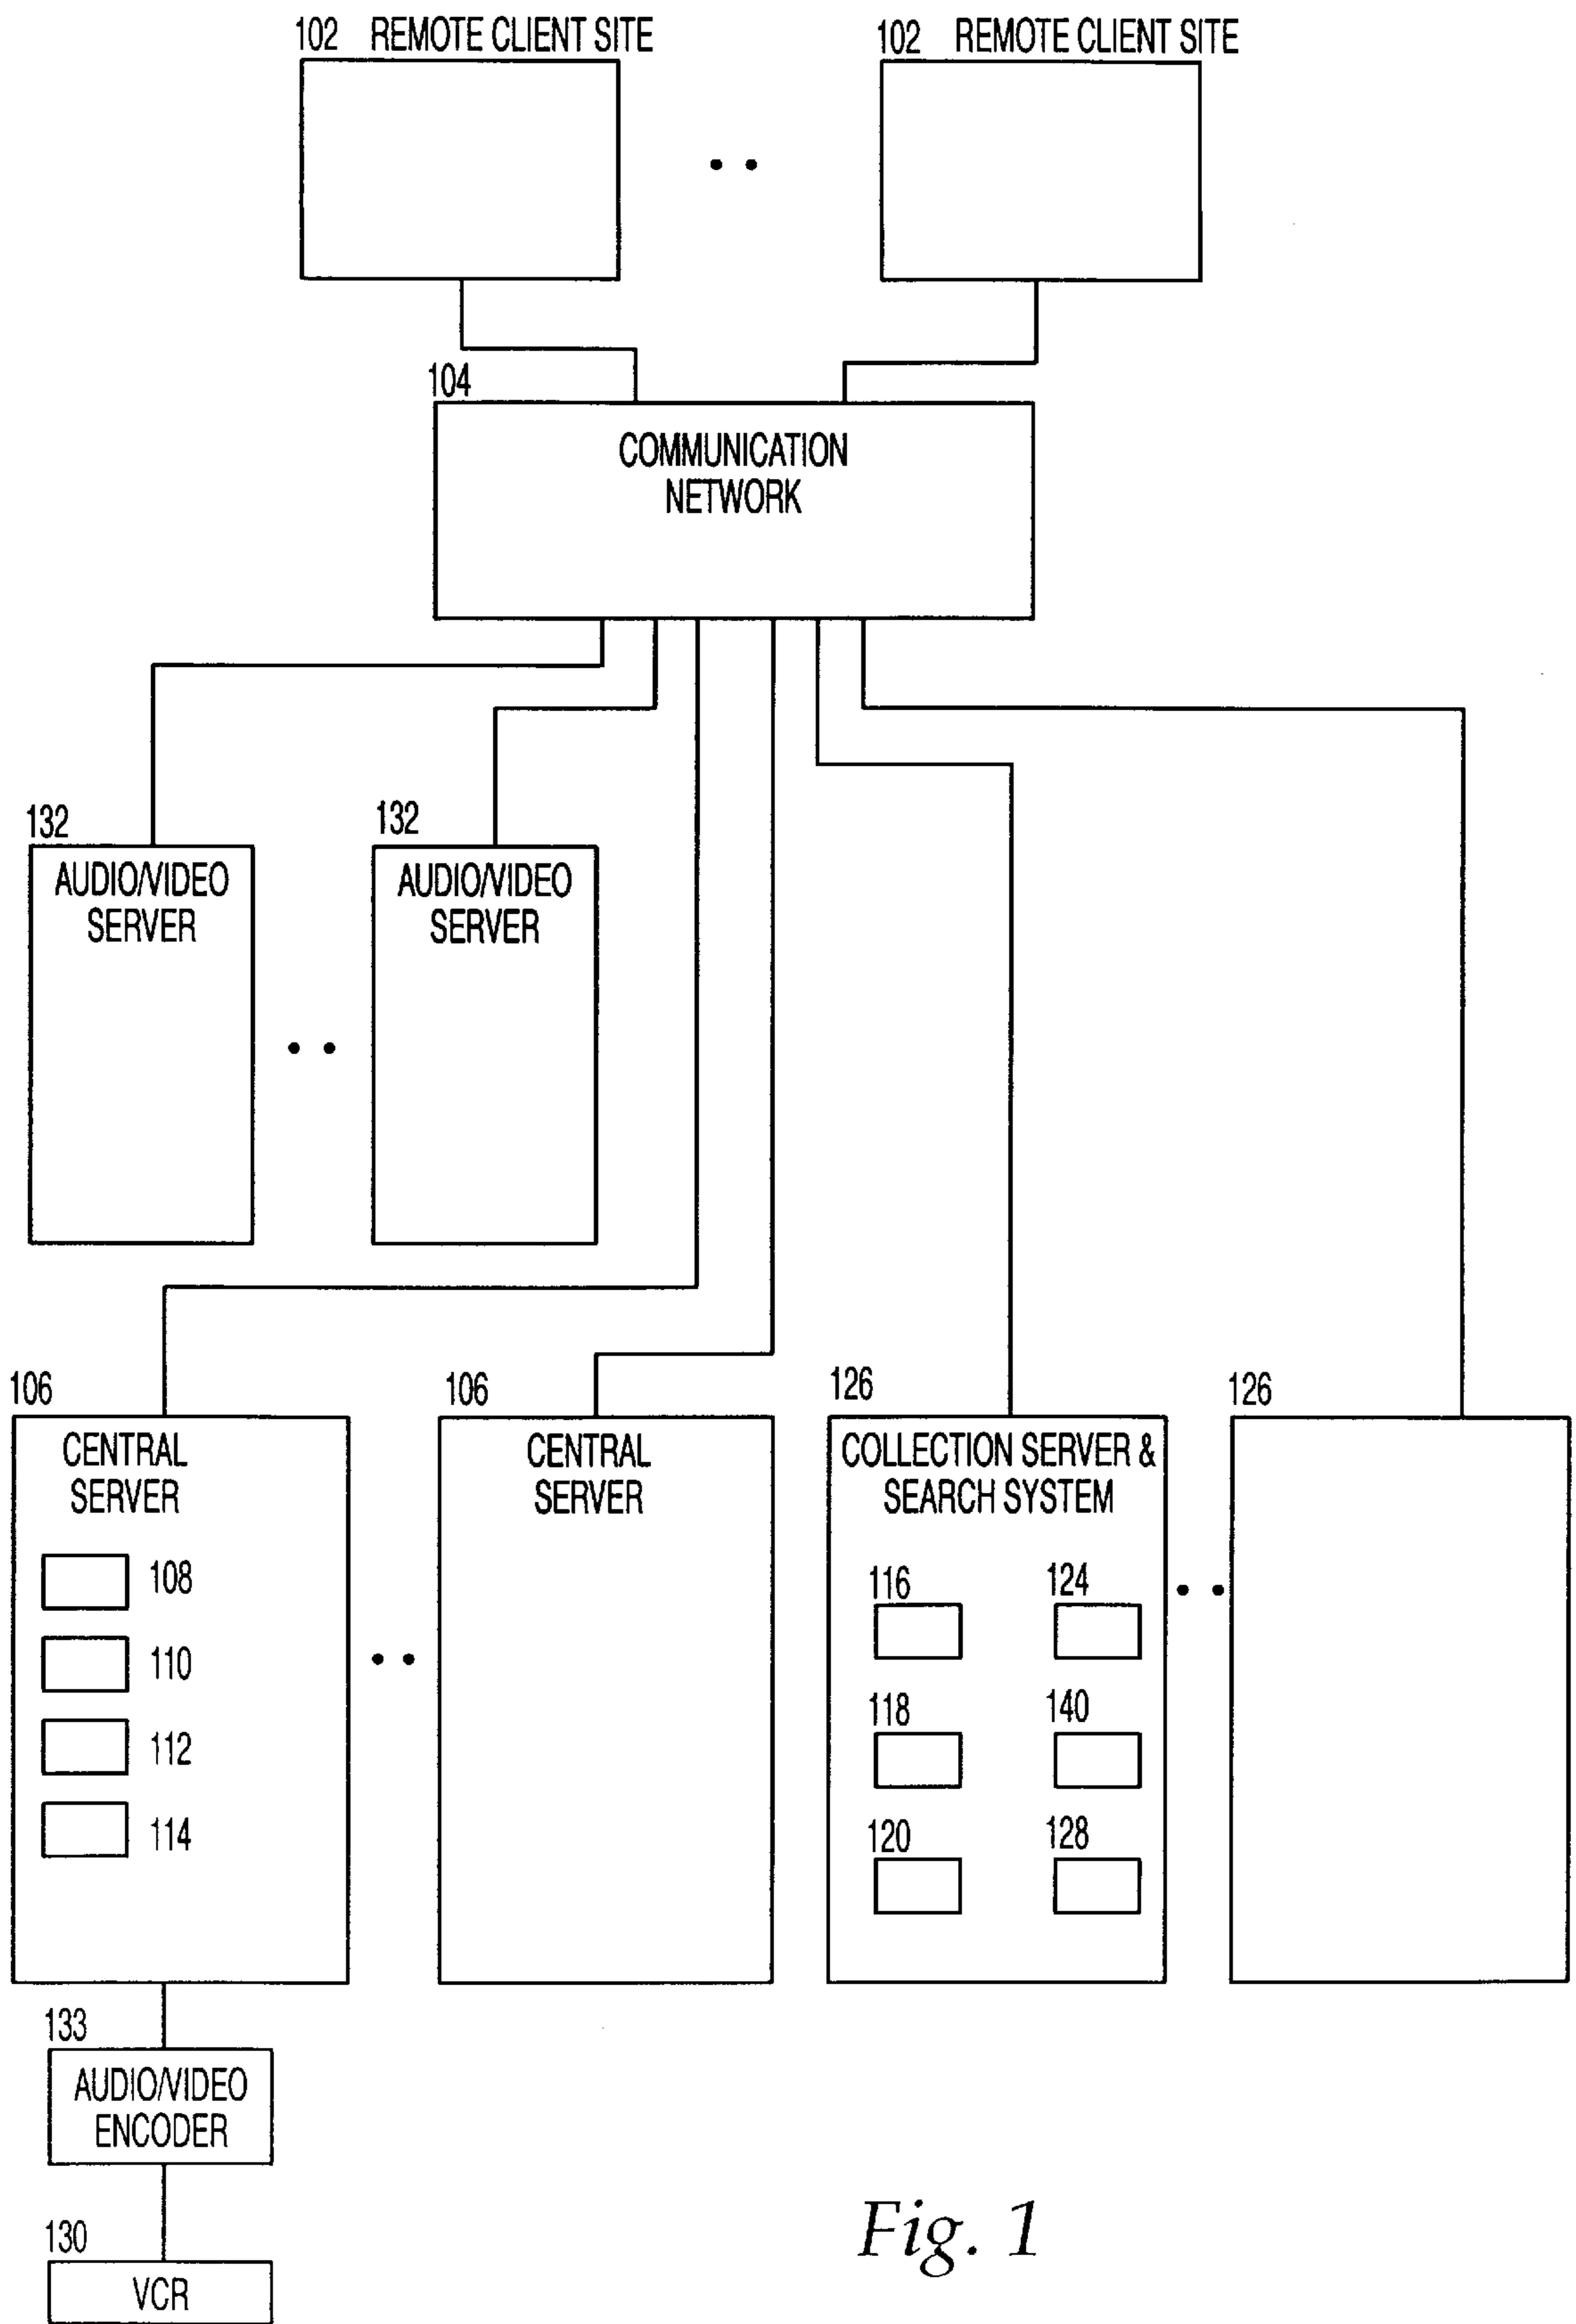 102 REMOTE CLIENT SITE
102 REMOTE CLIENT SITE
104
COMMUNICATION
NETWORK
132
AUDIO/VIDEO
SERVER
132
AUDIO/VIDEO
SERVER
106
CENTRAL
SERVER
108
110
112
114
106
CENTRAL
SERVER
126
COLLECTION SERVER &
SEARCH SYSTEM
116
124
118
140
120
128
126
133
AUDIO/VIDEO
ENCODER
130
VCR
Fig. 1